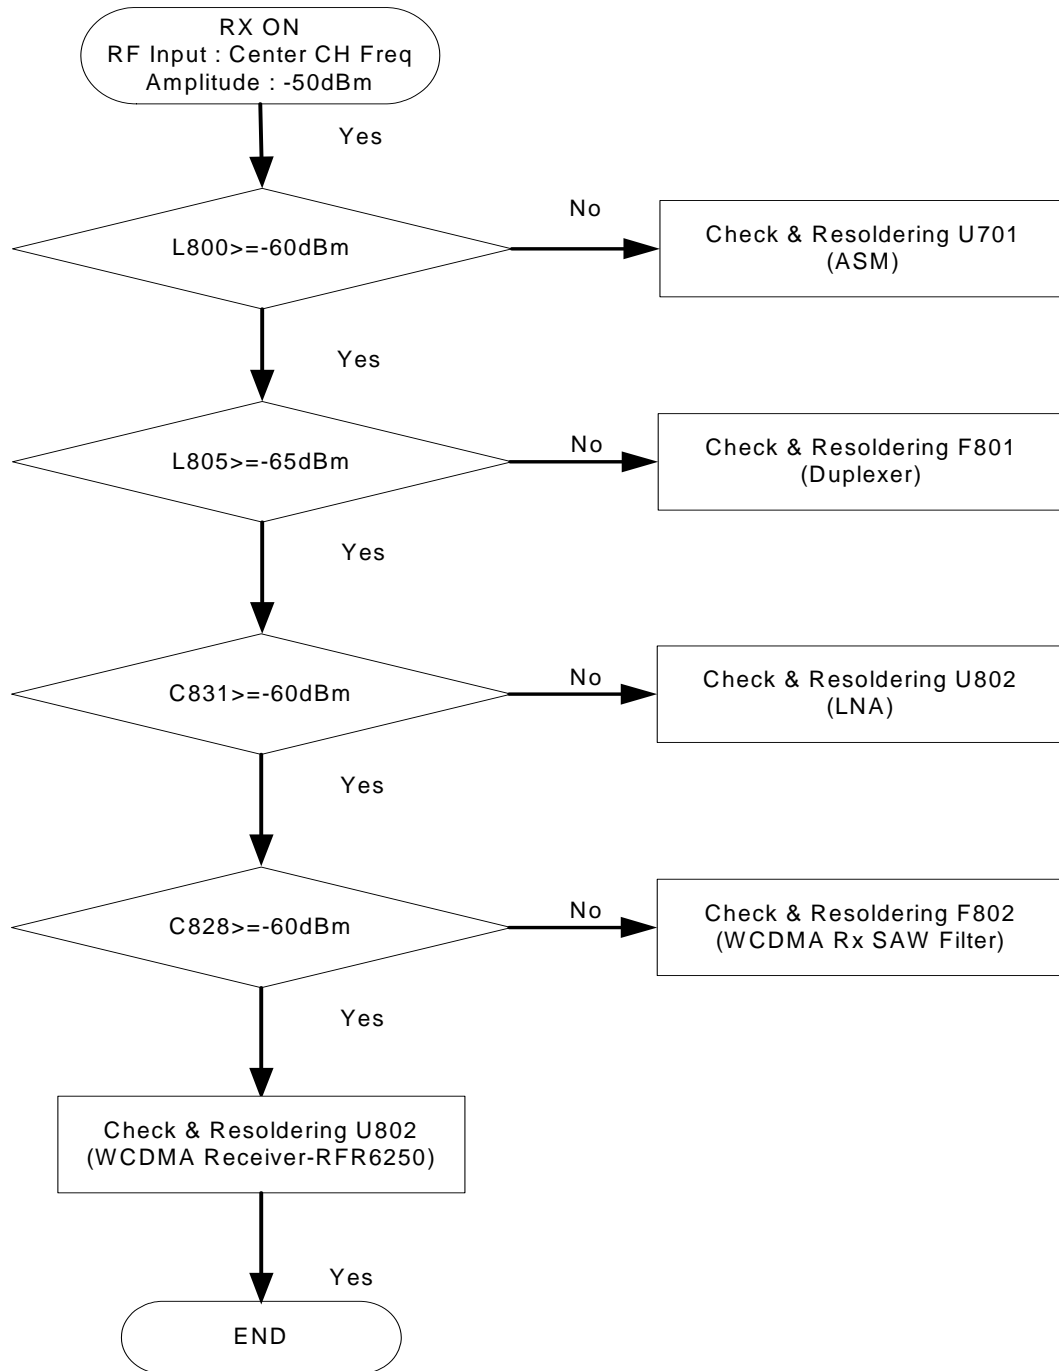 RX ON
RF Input : Center CH Freq
Amplitude : -50dBm
Yes
L800>=-60dBm
No
Check & Resoldering U701
(ASM)
Yes
L805>=-65dBm
No
Check & Resoldering F801
(Duplexer)
Yes
C831>=-60dBm
No
Check & Resoldering U802
(LNA)
Yes
C828>=-60dBm
No
Check & Resoldering F802
(WCDMA Rx SAW Filter)
Yes
Check & Resoldering U802
(WCDMA Receiver-RFR6250)
Yes
END